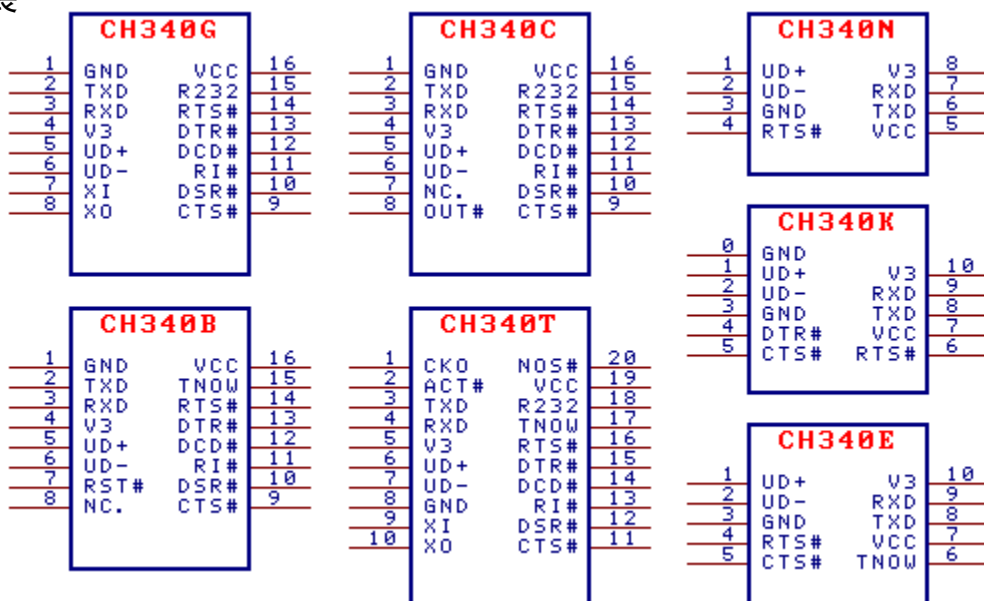 CH340G
1 GND VCC 16
2 TXD R232 15
3 RXD RTS# 14
4 V3 DTR# 13
5 UD+ DCD# 12
6 UD- RI# 11
7 XI DSR# 10
8 XO CTS# 9
CH340C
1 GND VCC 16
2 TXD R232 15
3 RXD RTS# 14
4 V3 DTR# 13
5 UD+ DCD# 12
6 UD- RI# 11
7 NC. DSR# 10
8 OUT# CTS# 9
CH340N
1 UD+ V3 8
2 UD- RXD 7
3 GND TXD 6
4 RTS# VCC 5
CH340K
0 GND
1 UD+ V3 10
2 UD- RXD 9
3 GND TXD 8
4 DTR# VCC 7
5 CTS# RTS# 6
CH340B
1 GND VCC 16
2 TXD TNOW 15
3 RXD RTS# 14
4 V3 DTR# 13
5 UD+ DCD# 12
6 UD- RI# 11
7 RST# DSR# 10
8 NC. CTS# 9
CH340T
1 CKO NOS# 20
2 ACT# VCC 19
3 TXD R232 18
4 RXD TNOW 17
5 V3 RTS# 16
6 UD+ DTR# 15
7 UD- DCD# 14
8 GND RI# 13
9 XI DSR# 12
10 XO CTS# 11
CH340E
1 UD+ V3 10
2 UD- RXD 9
3 GND TXD 8
4 RTS# VCC 7
5 CTS# TNOW 6